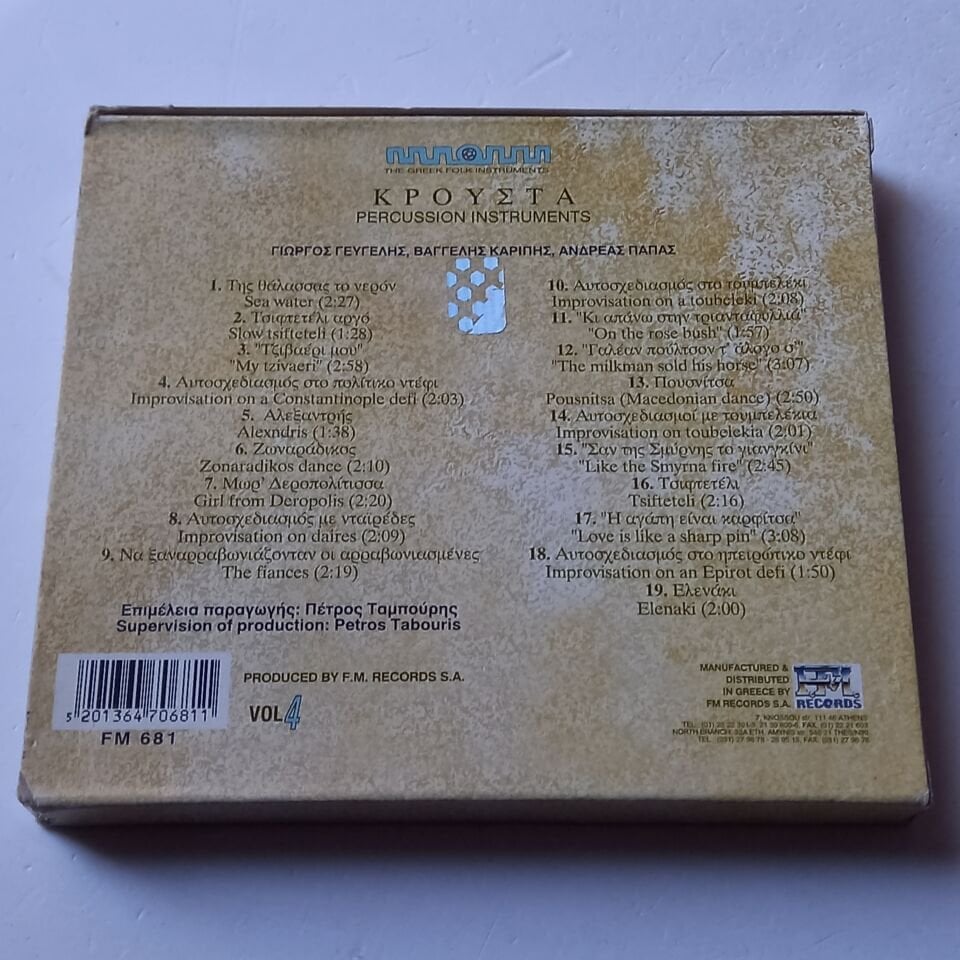 THE GREEK FOLK INSTRUMENTS
ΚΡΟΥΣΤΑ
PERCUSSION INSTRUMENTS
ΓΙΩΡΓΟΣ ΓΕΥΓΕΛΗΣ, ΒΑΓΓΕΛΗΣ ΚΑΡΙΠΗΣ, ΑΝΔΡΕΑΣ ΠΑΠΑΣ
1. Της θάλασσας το νερόν
Sea water (2:27)
2. Τσιφτετέλι αργό
Slow tsifteteli (1:28)
3. "Τζιβαέρι μου"
"My tzivaeri" (2:58)
4. Αυτοσχεδιασμός στο πολίτικο ντέφι
Improvisation on a Constantinople defi (2:03)
5. Αλεξαντρής
Alexndris (1:38)
6. Ζωναράδικος
Zonaradikos dance (2:10)
7. Μωρ' Δεροπολίτισσα
Girl from Deropolis (2:20)
8. Αυτοσχεδιασμός με νταϊρέδες
Improvisation on daires (2:09)
9. Να ξαναρραβωνιάζονταν οι αρραβωνιασμένες
The fiances (2:19)
10. Αυτοσχεδιασμός στο τουμπελέκι
Improvisation on a toubeleki (2:08)
11. "Κι απάνω στην τριανταφυλλιά"
"On the rose bush" (1:57)
12. "Γαλέαν πούλτσον τ' άλογο σ"
"The milkman sold his horse" (3:07)
13. Πουσνίτσα
Pousnitsa (Macedonian dance) (2:50)
14. Αυτοσχεδιασμοί με τουμπελέκια
Improvisation on toubelekia (2:01)
15. "Σαν της Σμύρνης το γιανγκίνι"
"Like the Smyrna fire" (2:45)
16. Τσιφτετέλι
Tsifteteli (2:16)
17. "Η αγάπη είναι καρφίτσα"
"Love is like a sharp pin" (3:08)
18. Αυτοσχεδιασμός στο ηπειρώτικο ντέφι
Improvisation on an Epirot defi (1:50)
19. Ελενάκι
Elenaki (2:00)
Επιμέλεια παραγωγής: Πέτρος Ταμπούρης
Supervision of production: Petros Tabouris
5 201364 706811
FM 681
PRODUCED BY F.M. RECORDS S.A.
VOL 4
MANUFACTURED &
DISTRIBUTED
IN GREECE BY
FM RECORDS S.A.
FM
RECORDS
7, KNOSSOU str. 111 46 ATHENS